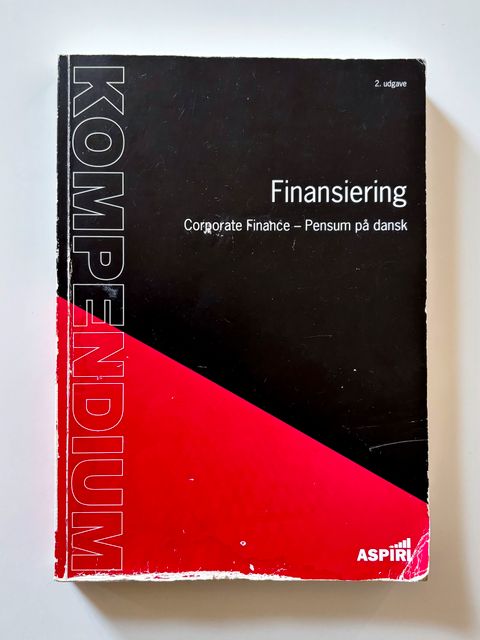 2. udgave
KOMPENDIUM
Finansiering
Corporate Finance – Pensum på dansk
ASPIRI